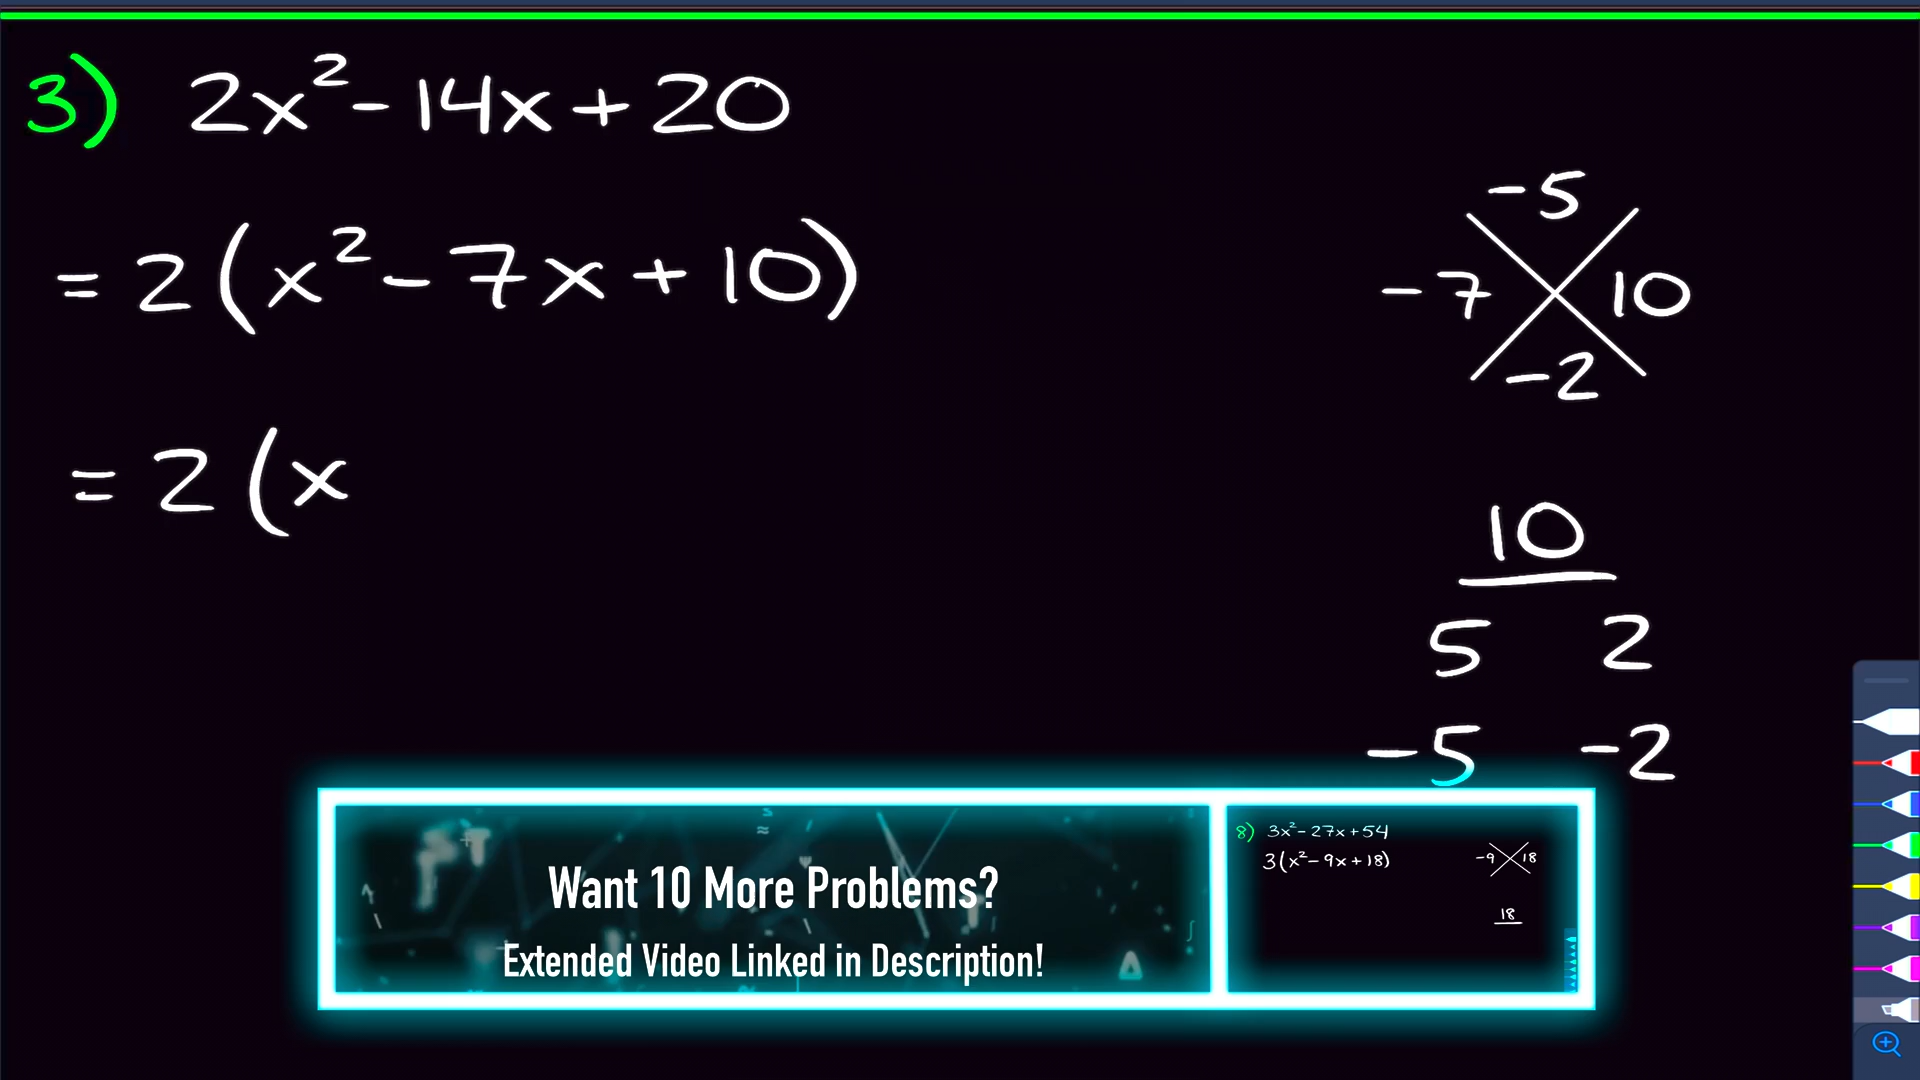 3) 2x² - 14x + 20
= 2(x² - 7x + 10)
= 2(x
-5
-7 10
-2
10
5 2
-5 -2
Want 10 More Problems?
Extended Video Linked in Description!
8) 3x² - 27x + 54
3(x² - 9x + 18)
-9 18
18